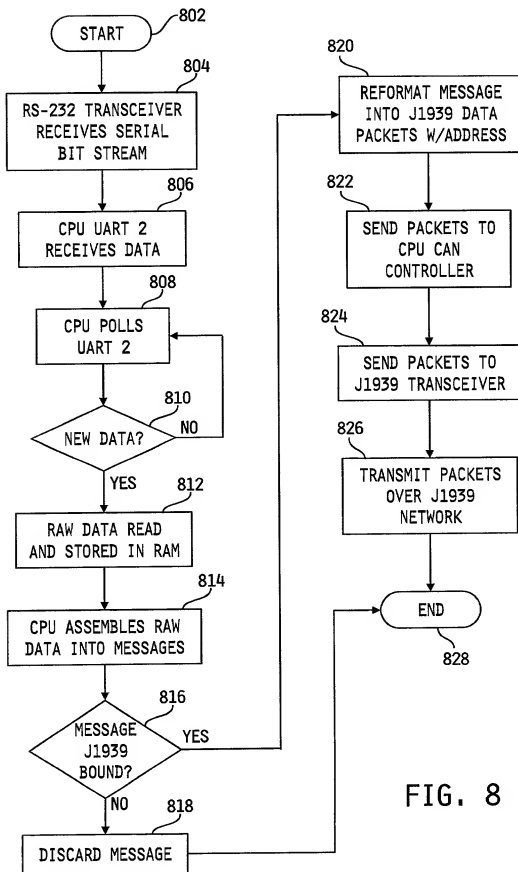 802
START
804
RS-232 TRANSCEIVER
RECEIVES SERIAL
BIT STREAM
806
CPU UART 2
RECEIVES DATA
808
CPU POLLS
UART 2
810
NEW DATA?
NO
YES
812
RAW DATA READ
AND STORED IN RAM
814
CPU ASSEMBLES RAW
DATA INTO MESSAGES
816
MESSAGE
J1939
BOUND?
YES
NO
818
DISCARD MESSAGE
820
REFORMAT MESSAGE
INTO J1939 DATA
PACKETS W/ADDRESS
822
SEND PACKETS TO
CPU CAN
CONTROLLER
824
SEND PACKETS TO
J1939 TRANSCEIVER
826
TRANSMIT PACKETS
OVER J1939
NETWORK
END
828
FIG. 8